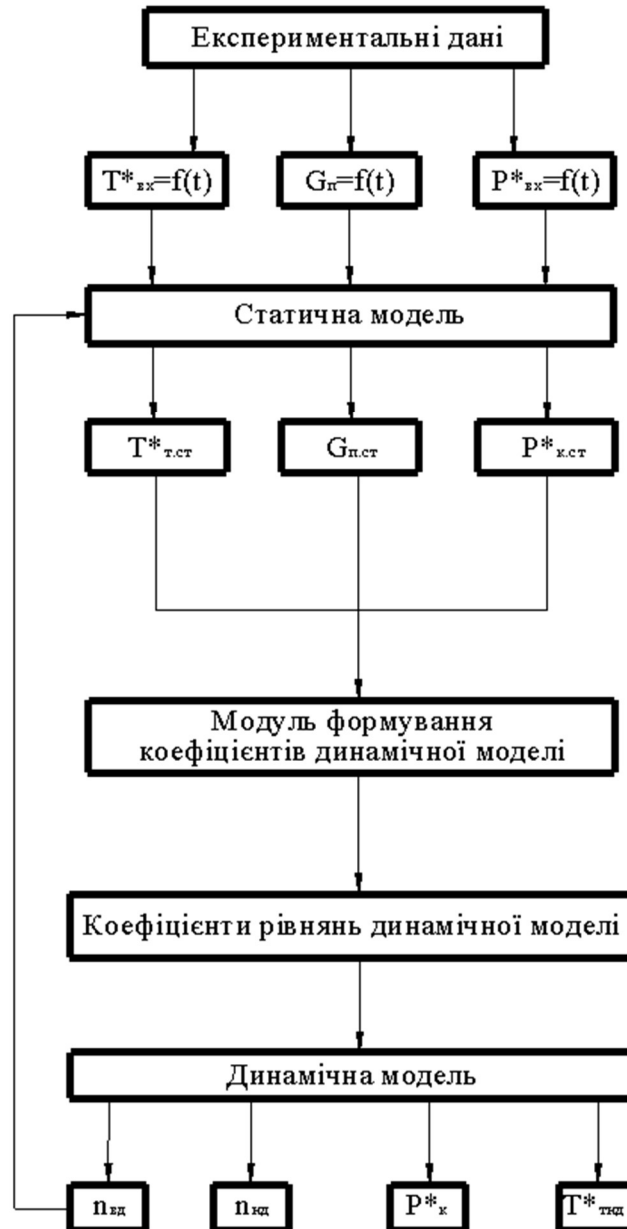 Експериментальні дані
T*вх=f(t) Gп=f(t) P*вх=f(t)
Статична модель
T*т.ст Gп.ст P*к.ст
Модуль формування
коефіцієнтів динамічної моделі
Коефіцієнти рівнянь динамічної моделі
Динамічна модель
nвд nнд P*к T*тнд